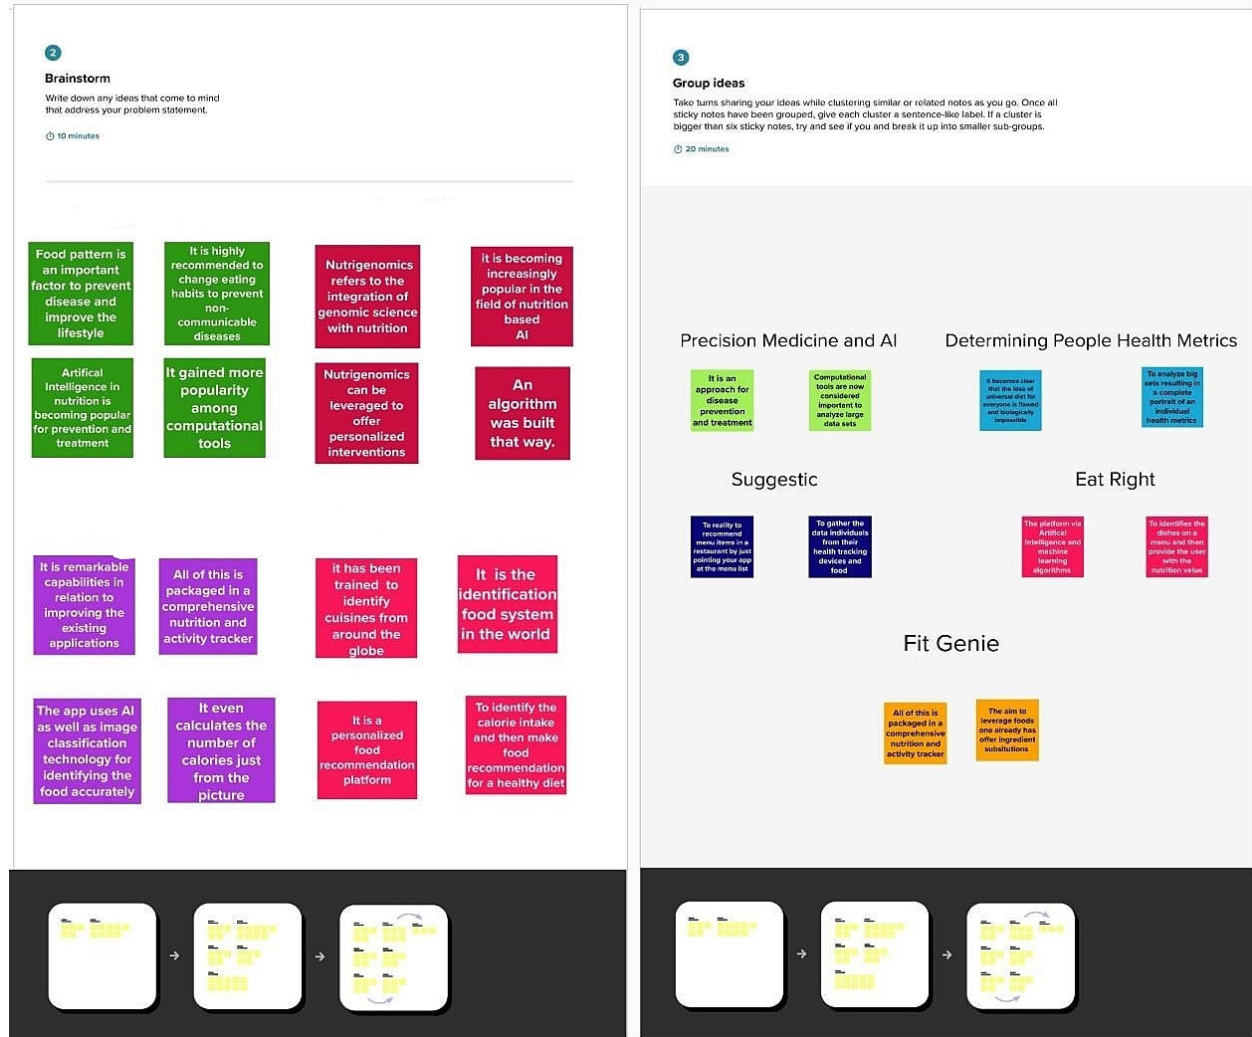 2
Brainstorm
Write down any ideas that come to mind
that address your problem statement.
10 minutes
Food pattern is
an important
factor to prevent
disease and
improve the
lifestyle
It is highly
recommended to
change eating
habits to prevent
non-
communicable
diseases
Nutrigenomics
refers to the
integration of
genomic science
with nutrition
it is becoming
increasingly
popular in the
field of nutrition
based
AI
Artifical
Intelligence in
nutrition is
becoming popular
for prevention and
treatment
It gained more
popularity
among
computational
tools
Nutrigenomics
can be
leveraged to
offer
personalized
interventions
An
algorithm
was built
that way.
It is remarkable
capabilities in
relation to
improving the
existing
applications
All of this is
packaged in a
comprehensive
nutrition and
activity tracker
it has been
trained to
identify
cuisines from
around the
globe
It is the
identification
food system
in the world
The app uses AI
as well as image
classification
technology for
identifying the
food accurately
It even
calculates the
number of
calories just
from the
picture
It is a
personalized
food
recommendation
platform
To identify the
calorie intake
and then make
food
recommendation
for a healthy diet
3
Group ideas
Take turns sharing your ideas while clustering similar or related notes as you go. Once all
sticky notes have been grouped, give each cluster a sentence-like label. If a cluster is
bigger than six sticky notes, try and see if you and break it up into smaller sub-groups.
20 minutes
Precision Medicine and AI
It is an
approach for
disease
prevention
and treatment
Computational
tools are now
considered
important to
analyze large
data sets
Determining People Health Metrics
It becomes clear
that the idea of
universal diet for
everyone is flawed
and biologically
impossible
To analyze big
sets resulting in
a complete
portrait of an
individual
health metrics
Suggestic
To reality to
recommend
menu items in a
restaurant by just
pointing your app
at the menu list
To gather the
data individuals
from their
health tracking
devices and
food
Eat Right
The platform via
Artifical
Intelligence and
machine
learning
algorithms
To identifies the
dishes on a
menu and then
provide the user
with the
nutrition value
Fit Genie
All of this is
packaged in a
comprehensive
nutrition and
activity tracker
The aim to
leverage foods
one already has
offer ingredient
subsitutions